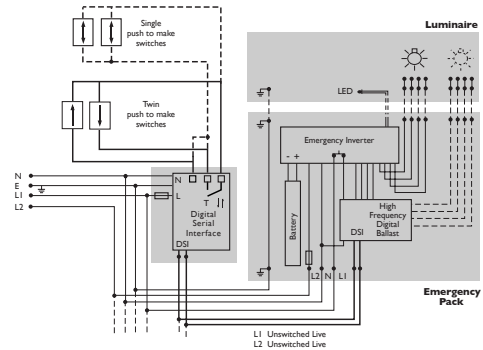 Single
push to make
switches
Luminaire
LED
Twin
push to make
switches
Emergency Inverter
- +
Battery
N
E
L1
L2
N
L
T
Digital
Serial
Interface
DSI
High
Frequency
Digital
Ballast
DSI
L2 N L1
Emergency
Pack
L1 Unswitched Live
L2 Unswitched Live